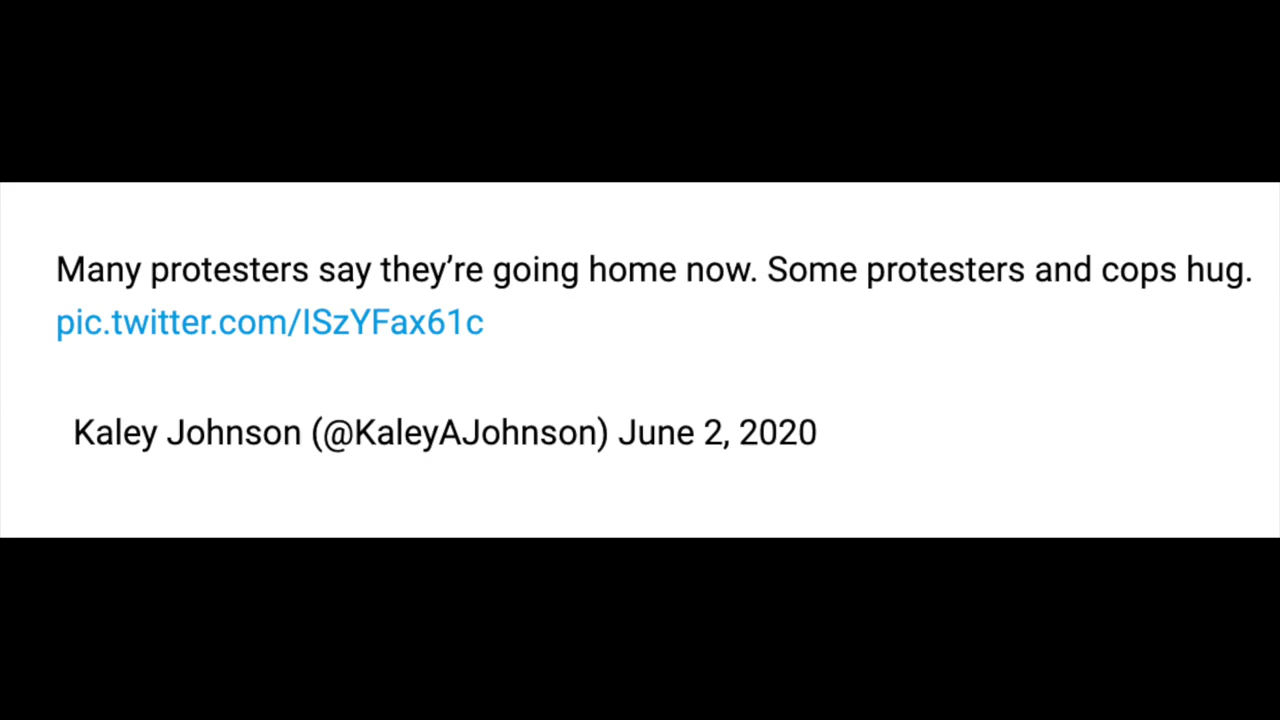 Many protesters say they’re going home now. Some protesters and cops hug.
pic.twitter.com/lSzYFax61c
Kaley Johnson (@KaleyAJohnson) June 2, 2020